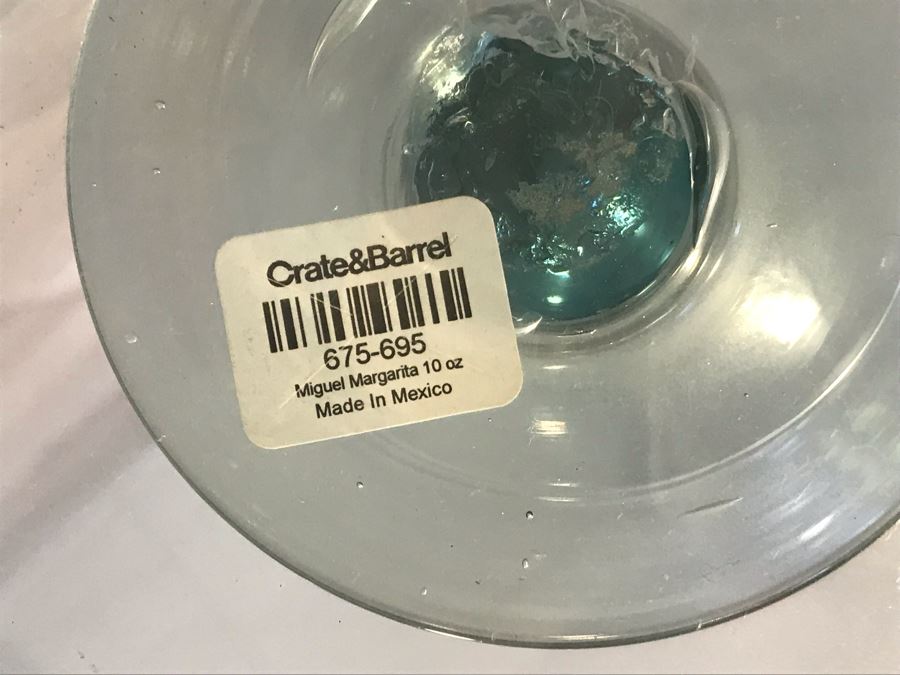 Crate&Barrel
675-695
Miguel Margarita 10 oz
Made In Mexico